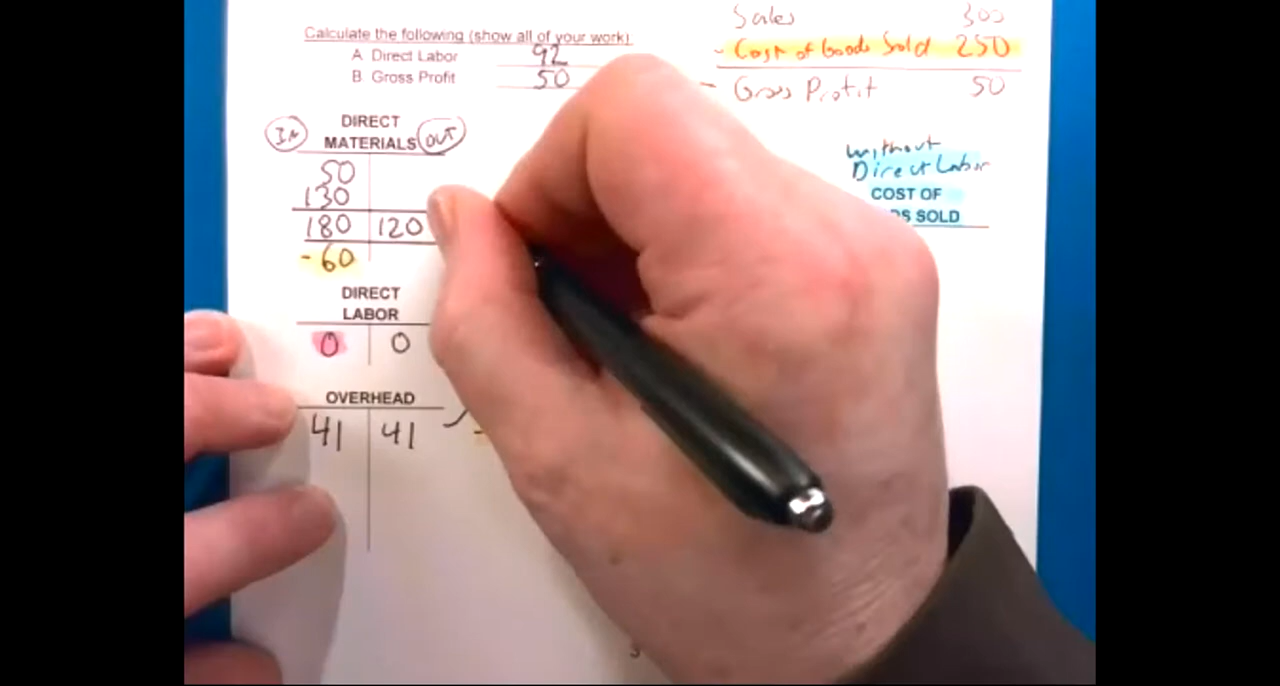 Sales 300
- Cost of Goods Sold 250
Gross Profit 50
Calculate the following (show all of your work)
A. Direct Labor 92
B. Gross Profit 50
IN DIRECT MATERIALS OUT
50
130
180 120
- 60
DIRECT
LABOR
0 0
OVERHEAD
41 41
without
Direct Labor
COST OF
SOLD